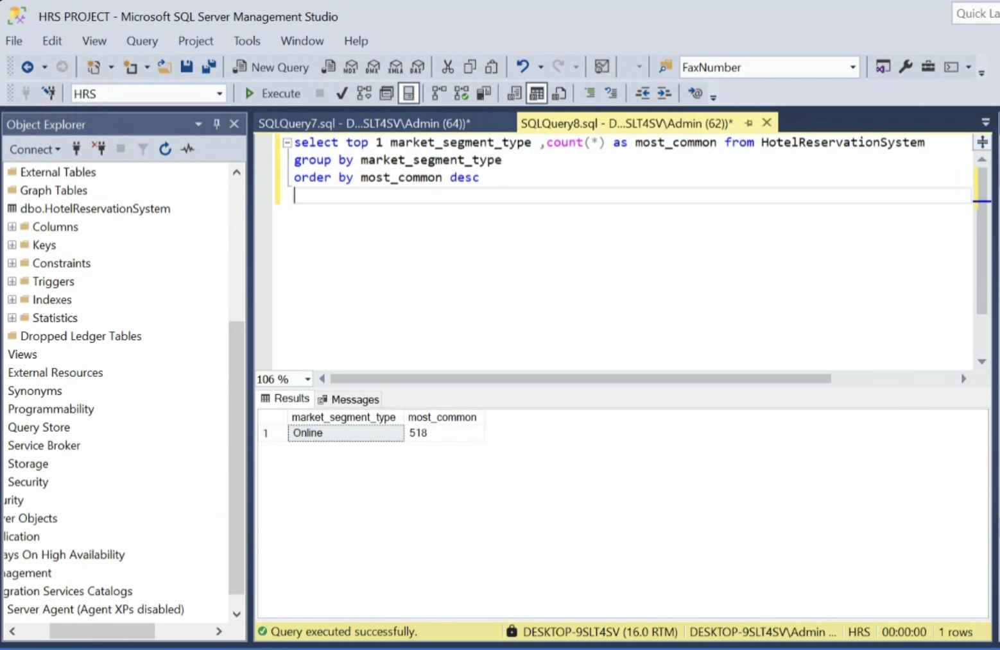 HRS PROJECT - Microsoft SQL Server Management Studio
Quick La
File Edit View Query Project Tools Window Help
New Query MDX DMX XMLA DAX FaxNumber
HRS Execute
Object Explorer
SQLQuery7.sql - D...SLT4SV\Admin (64))* SQLQuery8.sql - D...SLT4SV\Admin (62))*
Connect
External Tables
Graph Tables
dbo.HotelReservationSystem
Columns
Keys
Constraints
Triggers
Indexes
Statistics
Dropped Ledger Tables
Views
External Resources
Synonyms
Programmability
Query Store
Service Broker
Storage
Security
urity
er Objects
lication
ays On High Availability
nagement
gration Services Catalogs
Server Agent (Agent XPs disabled)
select top 1 market_segment_type ,count(*) as most_common from HotelReservationSystem
group by market_segment_type
order by most_common desc
106 %
Results Messages
market_segment_type most_common
1 Online 518
Query executed successfully. DESKTOP-9SLT4SV (16.0 RTM) DESKTOP-9SLT4SV\Admin ... HRS 00:00:00 1 rows